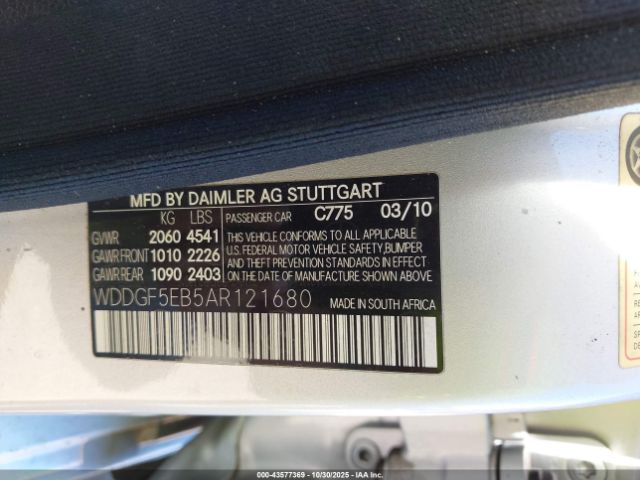 MFD BY DAIMLER AG STUTTGART
KG LBS PASSENGER CAR C775 03/10
GVWR 2060 4541
GAWR FRONT 1010 2226
GAWR REAR 1090 2403
THIS VEHICLE CONFORMS TO ALL APPLICABLE
U.S. FEDERAL MOTOR VEHICLE SAFETY, BUMPER
AND THEFT PREVENTION STANDARDS IN EFFECT
ON THE DATE OF MANUFACTURE SHOWN ABOVE.
WDDGF5EB5AR121680 MADE IN SOUTH AFRICA
000-43577369 - 10/30/2025 - Copart